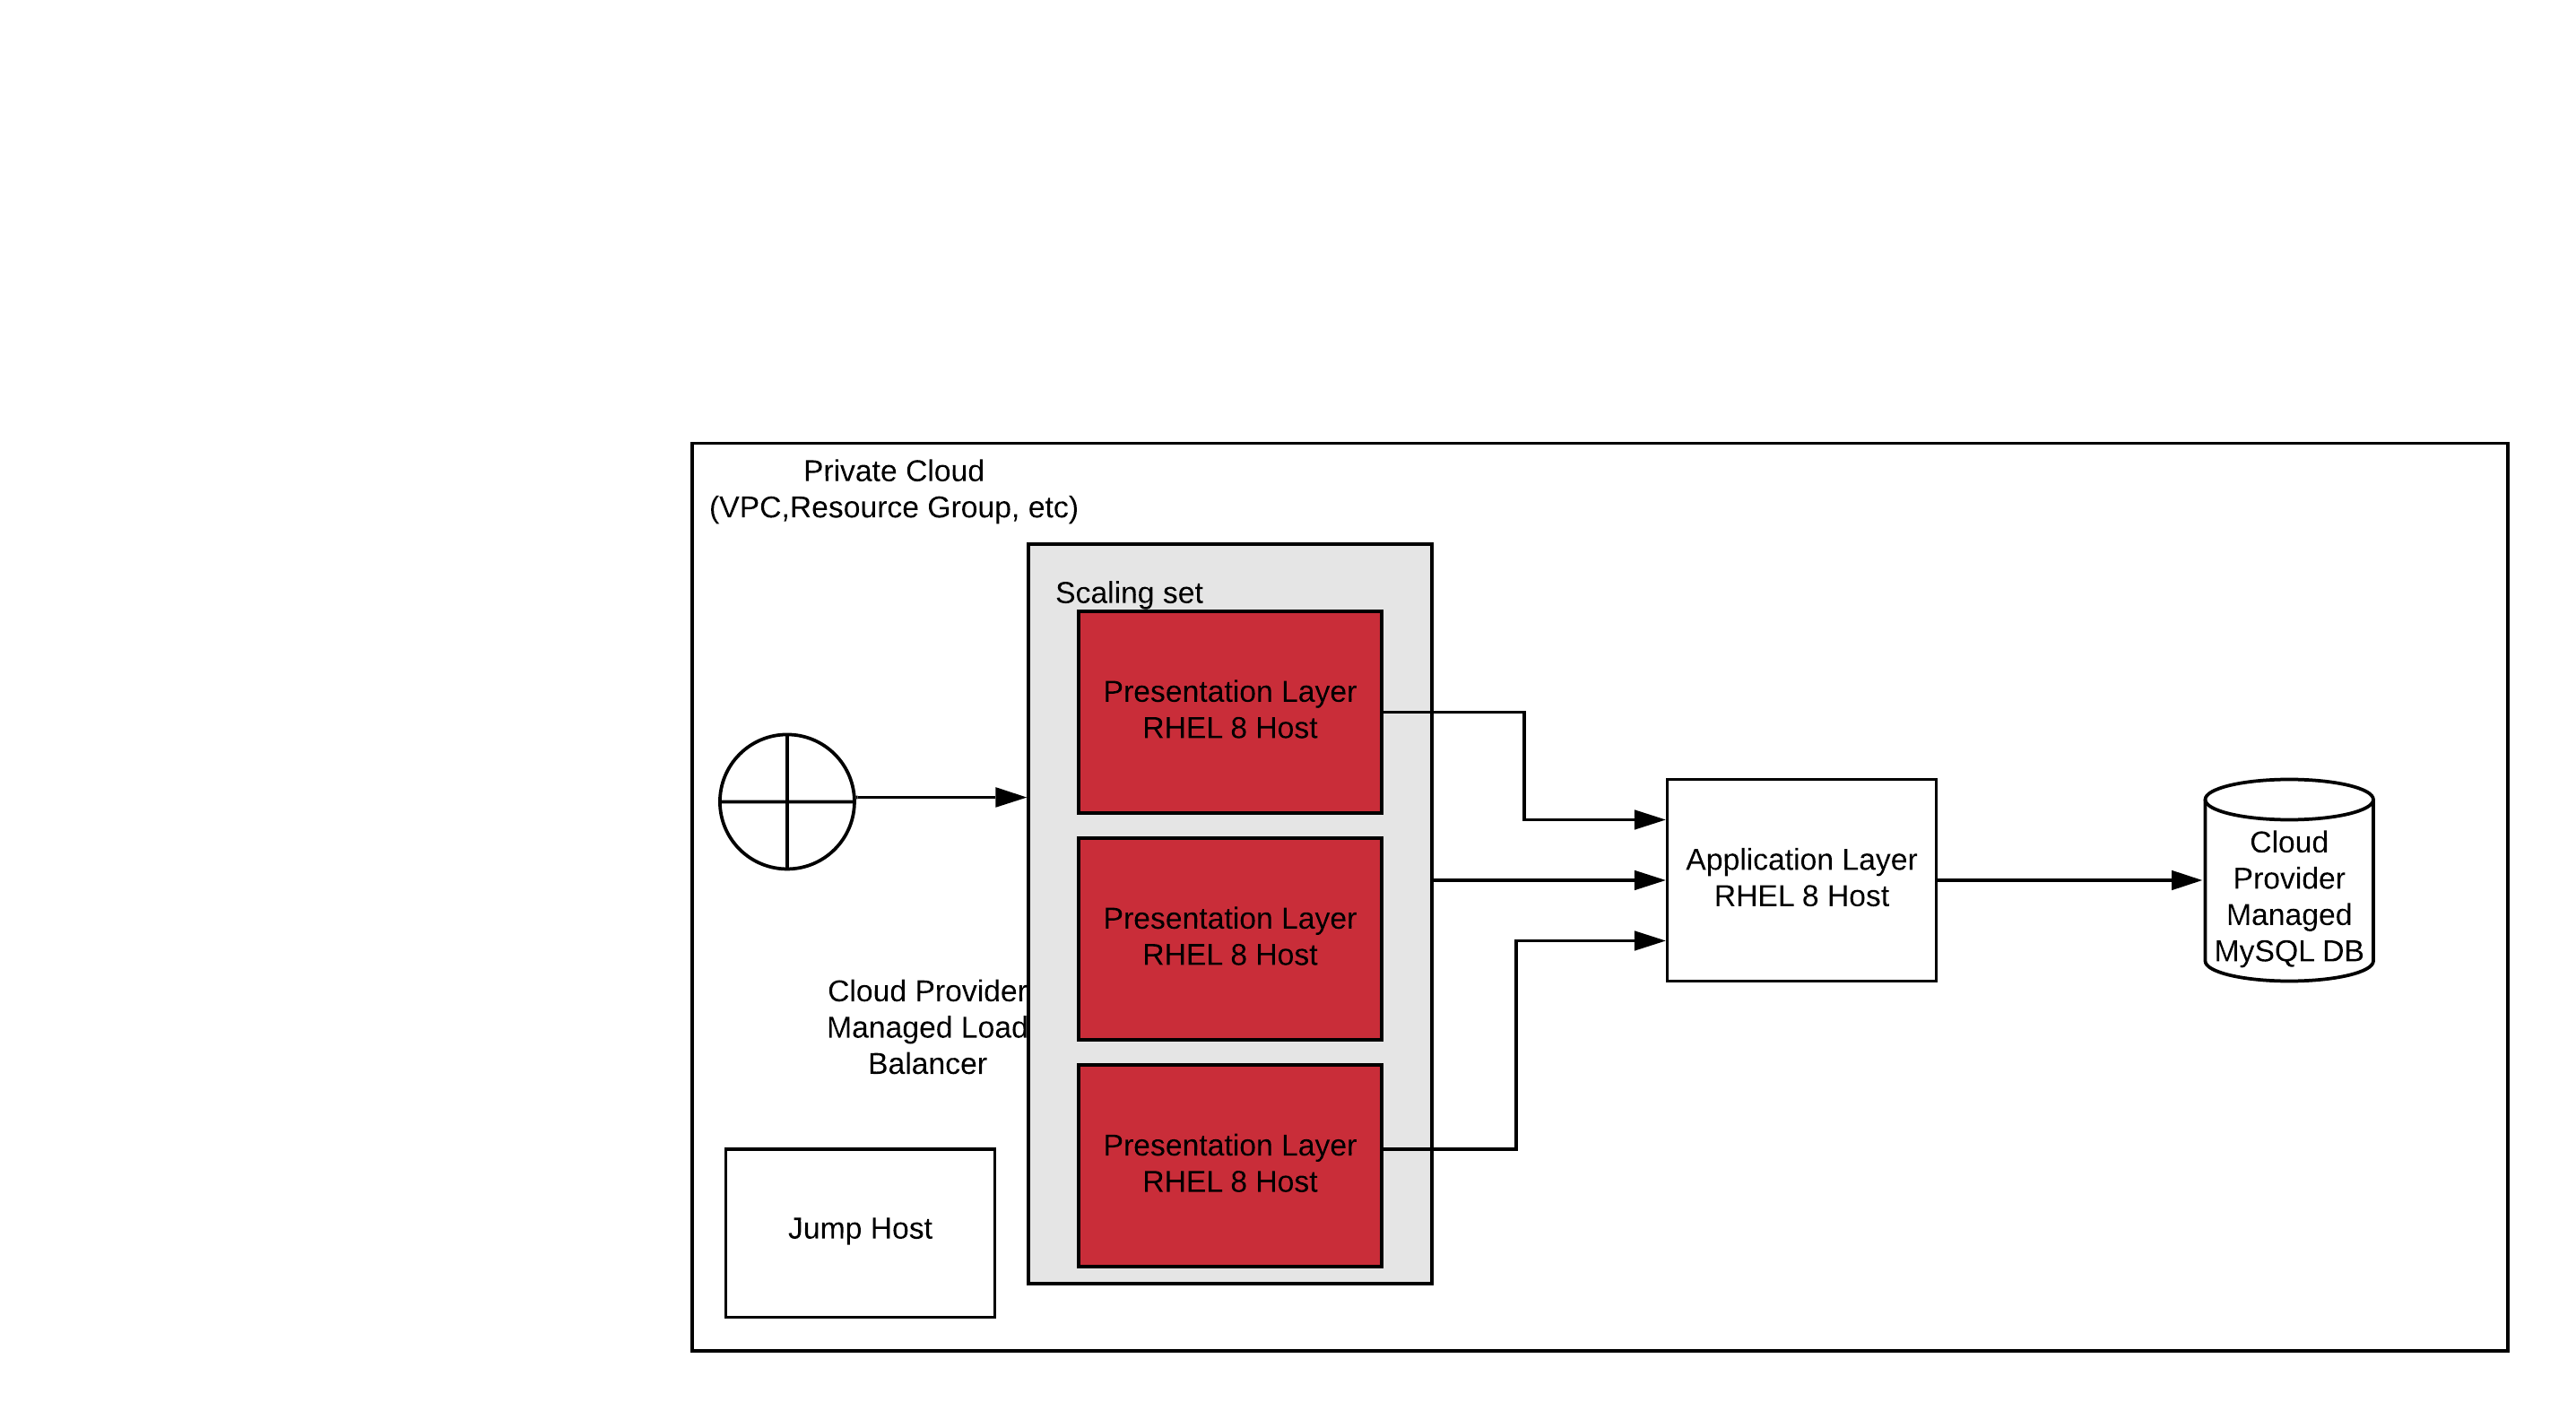 Private Cloud
(VPC,Resource Group, etc)
Scaling set
Presentation Layer
RHEL 8 Host
Presentation Layer
RHEL 8 Host
Presentation Layer
RHEL 8 Host
Cloud Provider
Managed Load
Balancer
Jump Host
Application Layer
RHEL 8 Host
Cloud
Provider
Managed
MySQL DB